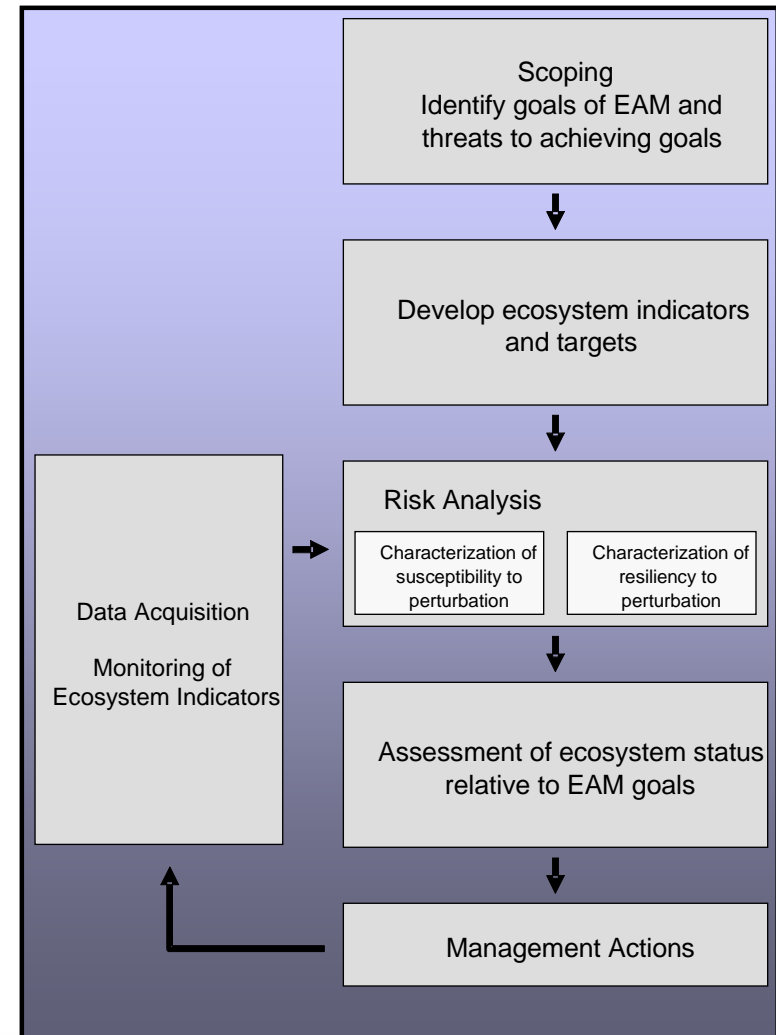 Scoping
Identify goals of EAM and
threats to achieving goals
Develop ecosystem indicators
and targets
Risk Analysis
Characterization of
susceptibility to
perturbation
Characterization of
resiliency to
perturbation
Data Acquisition
Monitoring of
Ecosystem Indicators
Assessment of ecosystem status
relative to EAM goals
Management Actions